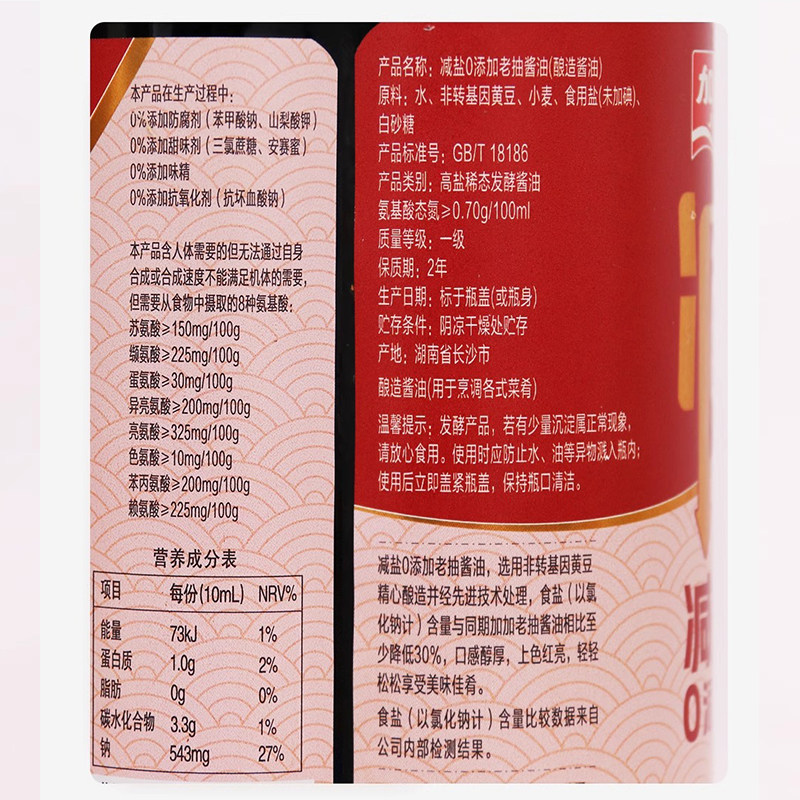 本产品在生产过程中：
0%添加防腐剂（苯甲酸钠、山梨酸钾）
0%添加甜味剂（三氯蔗糖、安赛蜜）
0%添加味精
0%添加抗氧化剂（抗坏血酸钠）
本产品含人体需要的但无法通过自身
合成或合成速度不能满足机体的需要，
但需要从食物中摄取的8种氨基酸：
苏氨酸≥150mg/100g
缬氨酸≥225mg/100g
蛋氨酸≥30mg/100g
异亮氨酸≥200mg/100g
亮氨酸≥325mg/100g
色氨酸≥10mg/100g
苯丙氨酸≥200mg/100g
赖氨酸≥225mg/100g
营养成分表
项目 每份(10mL) NRV%
能量 73kJ 1%
蛋白质 1.0g 2%
脂肪 0g 0%
碳水化合物 3.3g 1%
钠 543mg 27%
产品名称：减盐0添加老抽酱油(酿造酱油)
原料：水、非转基因黄豆、小麦、食用盐(未加碘)、
白砂糖
产品标准号：GB/T 18186
产品类别：高盐稀态发酵酱油
氨基酸态氮≥0.70g/100ml
质量等级：一级
保质期：2年
生产日期：标于瓶盖(或瓶身)
贮存条件：阴凉干燥处贮存
产地：湖南省长沙市
酿造酱油(用于烹调各式菜肴)
温馨提示：发酵产品，若有少量沉淀属正常现象，
请放心食用。使用时应防止水、油等异物溅入瓶内；
使用后立即盖紧瓶盖，保持瓶口清洁。
减盐0添加老抽酱油，选用非转基因黄豆
精心酿造并经先进技术处理，食盐（以氯
化钠计）含量与同期加加老抽酱油相比至
少降低30%，口感醇厚，上色红亮，轻轻
松松享受美味佳肴。
食盐（以氯化钠计）含量比较数据来自
公司内部检测结果。
加
减
0